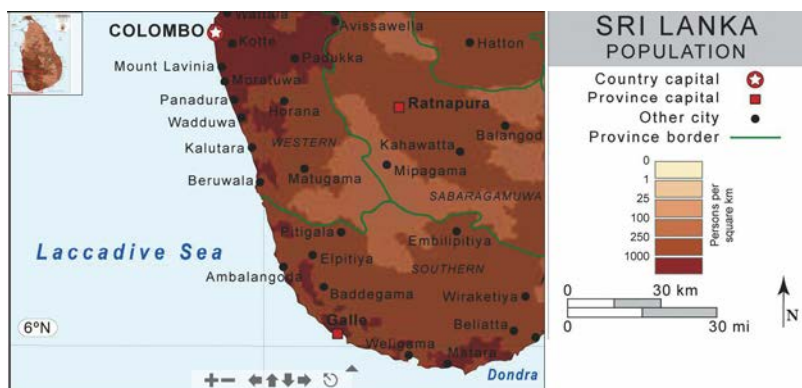 Wattala
COLOMBO
Avissawella
Kotte
Hatton
Padukka
Mount Lavinia
Moratuwa
Panadura
Horana
Ratnapura
Wadduwa
Balangod
WESTERN
Kalutara
Kahawatta
Mipagama
Beruwala
Matugama
SABARAGAMUWA
Pitigala
Embilipitiya
Laccadive Sea
Elpitiya
SOUTHERN
Ambalangoda
Baddegama
Wiraketiya
6°N
Galle
Beliatta
Weligama
Matara
Dondra
SRI LANKA
POPULATION
Country capital
Province capital
Other city
Province border
0
1
25
100
250
1000
Persons per
square km
0 30 km
0 30 mi
N